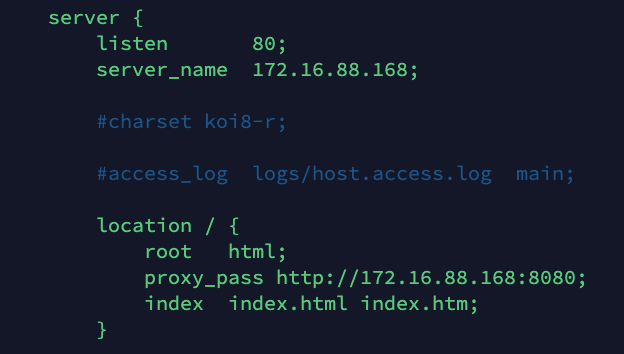 server {
listen 80;
server_name 172.16.88.168;
#charset koi8-r;
#access_log logs/host.access.log main;
location / {
root html;
proxy_pass http://172.16.88.168:8080;
index index.html index.htm;
}